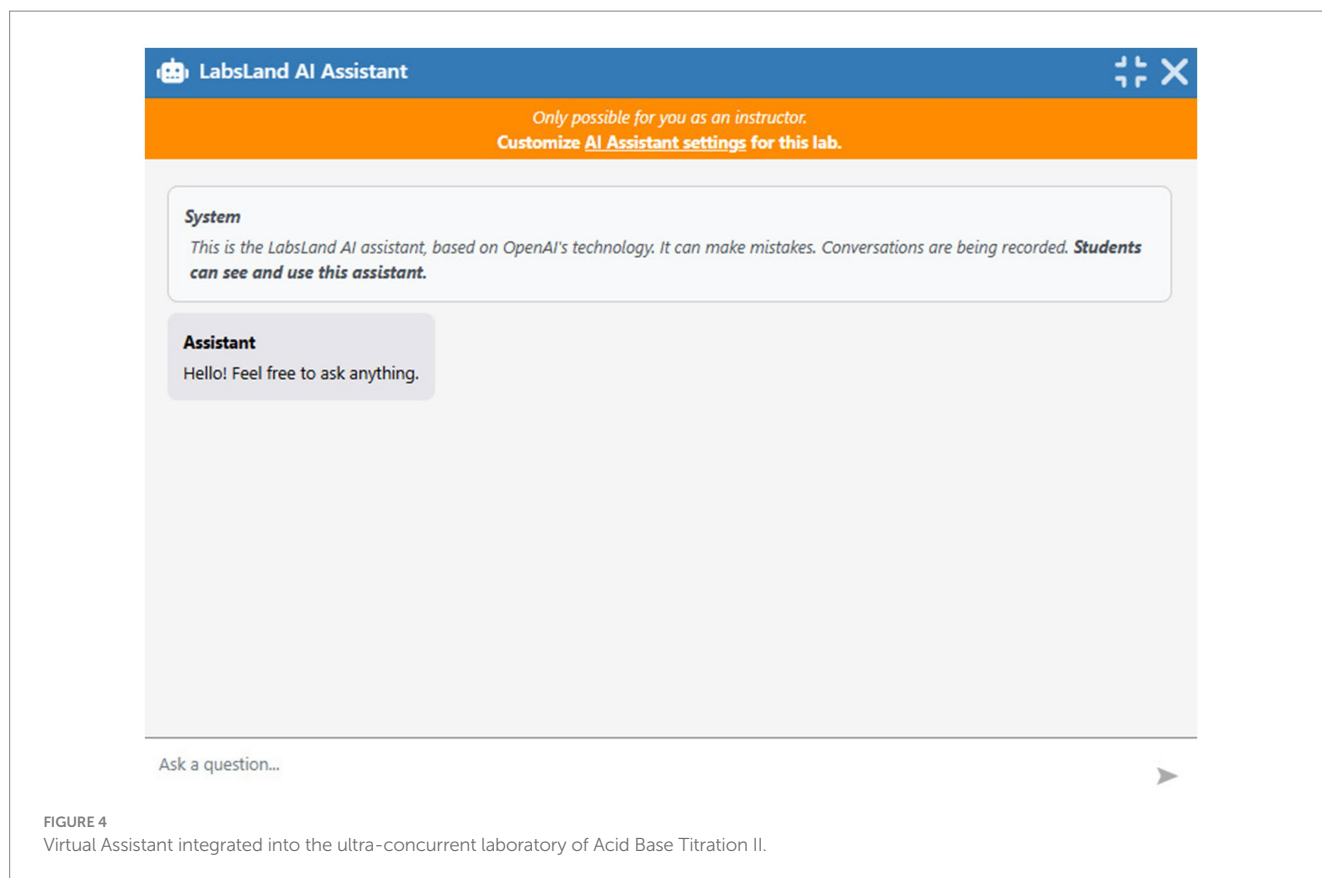 LabsLand AI Assistant
Only possible for you as an instructor.
Customize AI Assistant settings for this lab.
System
This is the LabsLand AI assistant, based on OpenAI's technology. It can make mistakes. Conversations are being recorded. Students
can see and use this assistant.
Assistant
Hello! Feel free to ask anything.
Ask a question...
FIGURE 4
Virtual Assistant integrated into the ultra-concurrent laboratory of Acid Base Titration II.